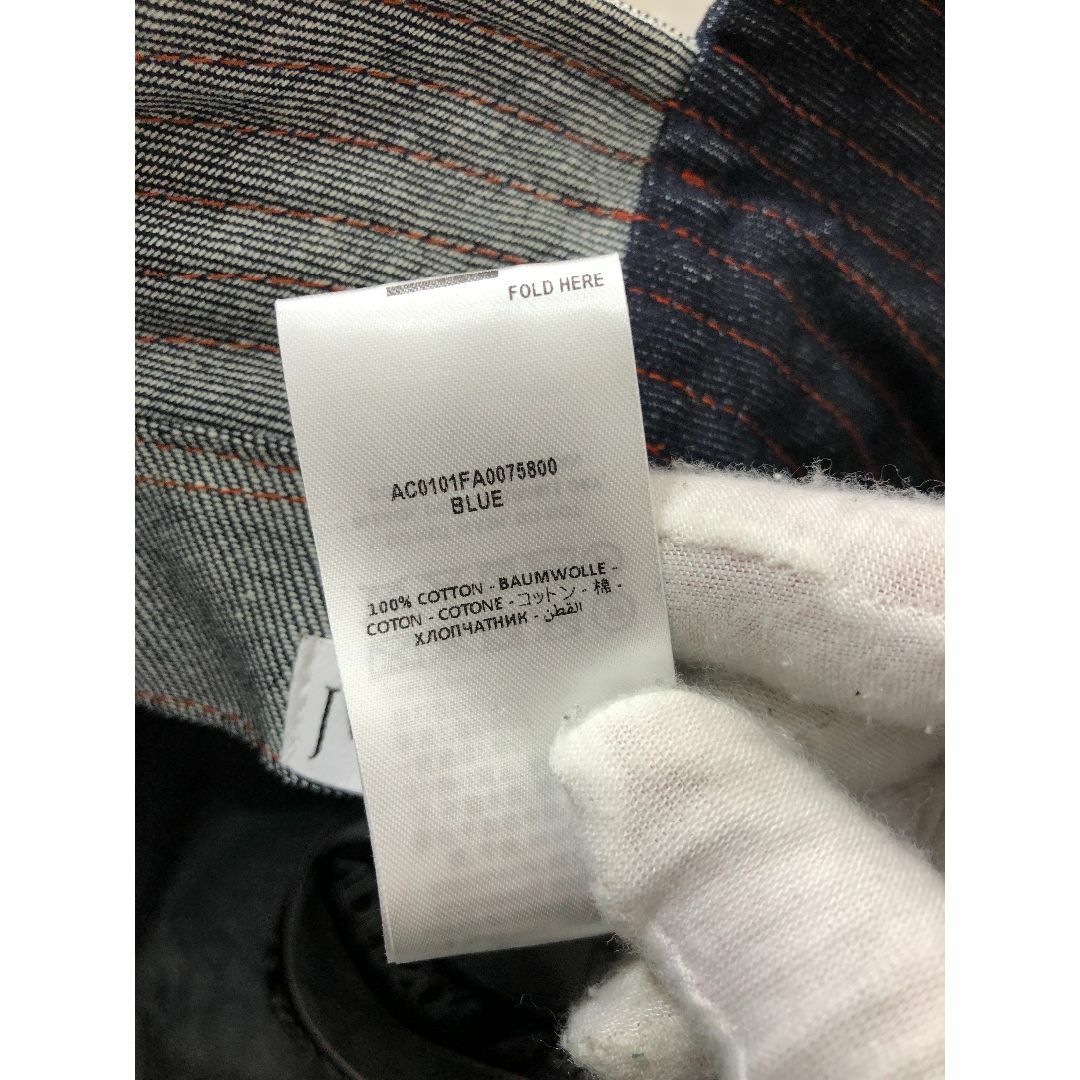 FOLD HERE
AC0101FA0075800
BLUE
100% COTTON - BAUMWOLLE -
COTON - COTONE - コットン - 棉 -
ХЛОПЧАТНИК - القطن
J